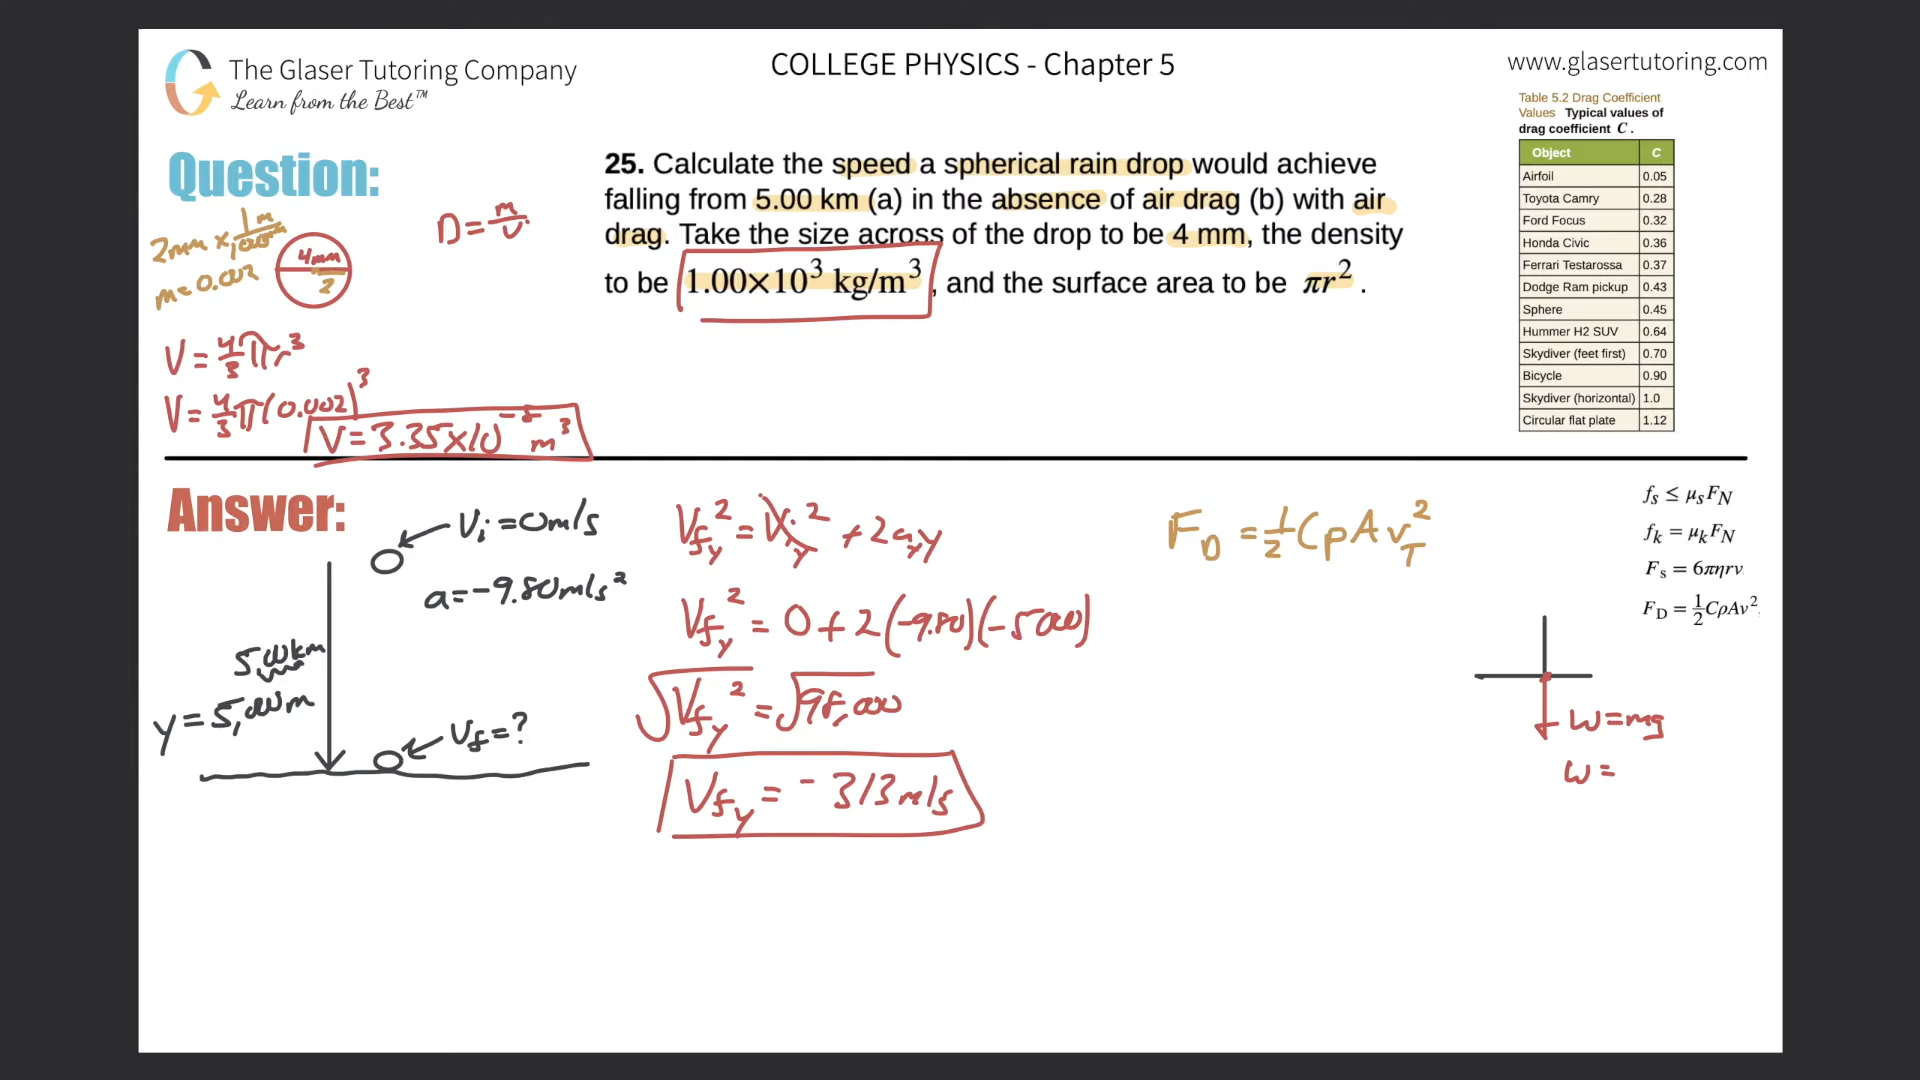 The Glaser Tutoring Company
Learn from the Best™
COLLEGE PHYSICS - Chapter 5
www.glasertutoring.com
Table 5.2 Drag Coefficient
Values Typical values of
drag coefficient C .
Object C
Airfoil 0.05
Toyota Camry 0.28
Ford Focus 0.32
Honda Civic 0.36
Ferrari Testarossa 0.37
Dodge Ram pickup 0.43
Sphere 0.45
Hummer H2 SUV 0.64
Skydiver (feet first) 0.70
Bicycle 0.90
Skydiver (horizontal) 1.0
Circular flat plate 1.12
Question:
25. Calculate the speed a spherical rain drop would achieve
falling from 5.00 km (a) in the absence of air drag (b) with air
drag. Take the size across of the drop to be 4 mm, the density
to be 1.00×10³ kg/m³ , and the surface area to be πr² .
D = m/V
2mm × 1m/1,000mm
m = 0.002
4mm
2
V = 4/3 πr³
V = 4/3 π(0.002)³
V = 3.35×10⁻⁸ m³
Answer:
Vi = 0m/s
a = -9.80m/s²
5.00km
y = 5,000m
Vf = ?
Vfy² = Viy² + 2ayy
Vfy² = 0 + 2(-9.80)(-5000)
√Vfy² = √98,000
Vfy = -313m/s
FD = 1/2 CρAvT²
fs ≤ μsFN
fk = μkFN
Fs = 6πηrv
FD = 1/2 CρAv²
W = mg
W =